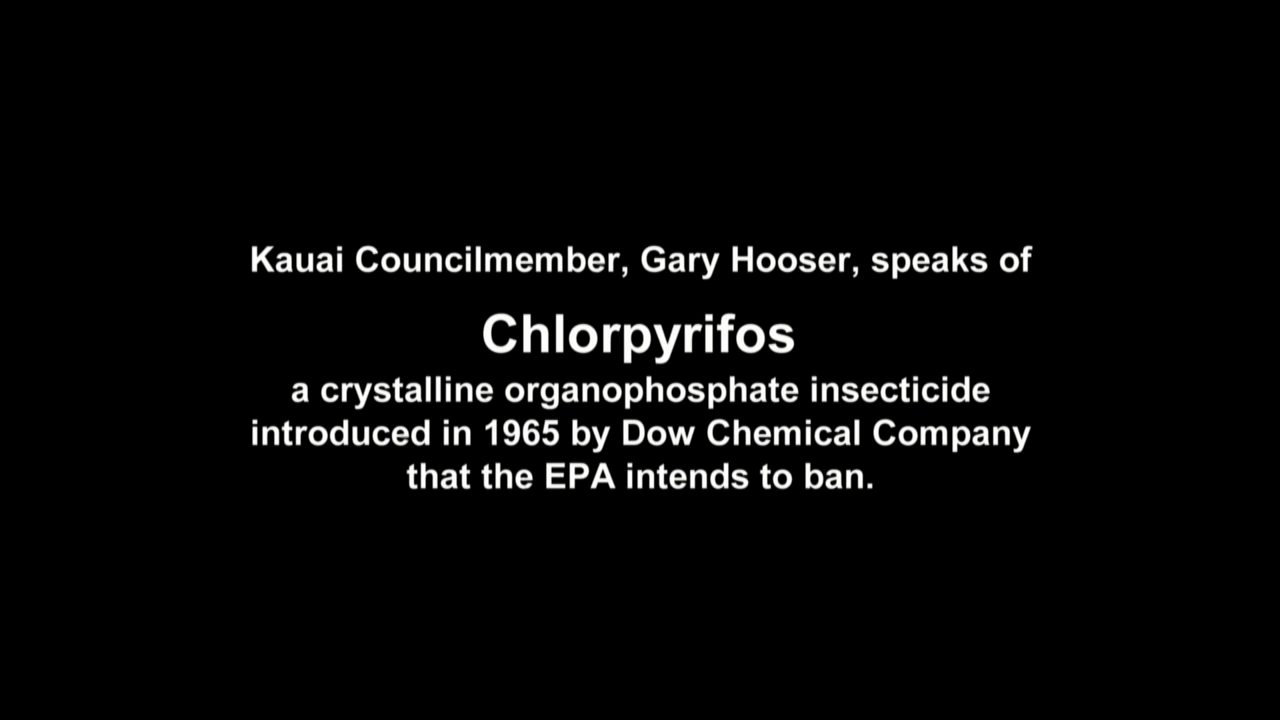 Kauai Councilmember, Gary Hooser, speaks of
Chlorpyrifos
a crystalline organophosphate insecticide
introduced in 1965 by Dow Chemical Company
that the EPA intends to ban.